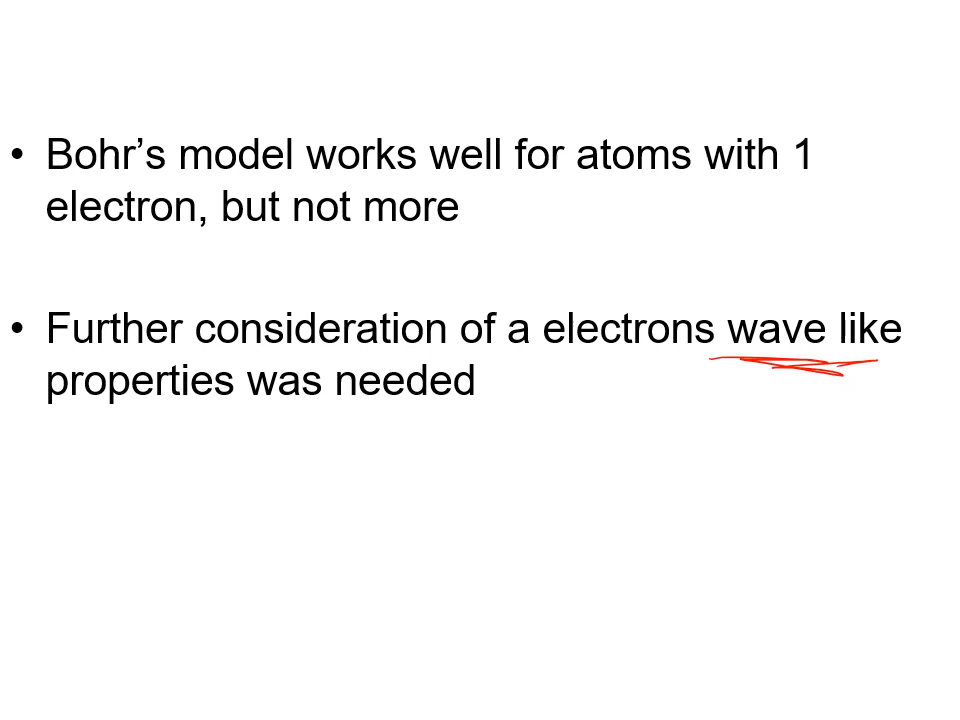 • Bohr’s model works well for atoms with 1
electron, but not more
• Further consideration of a electrons wave like
properties was needed